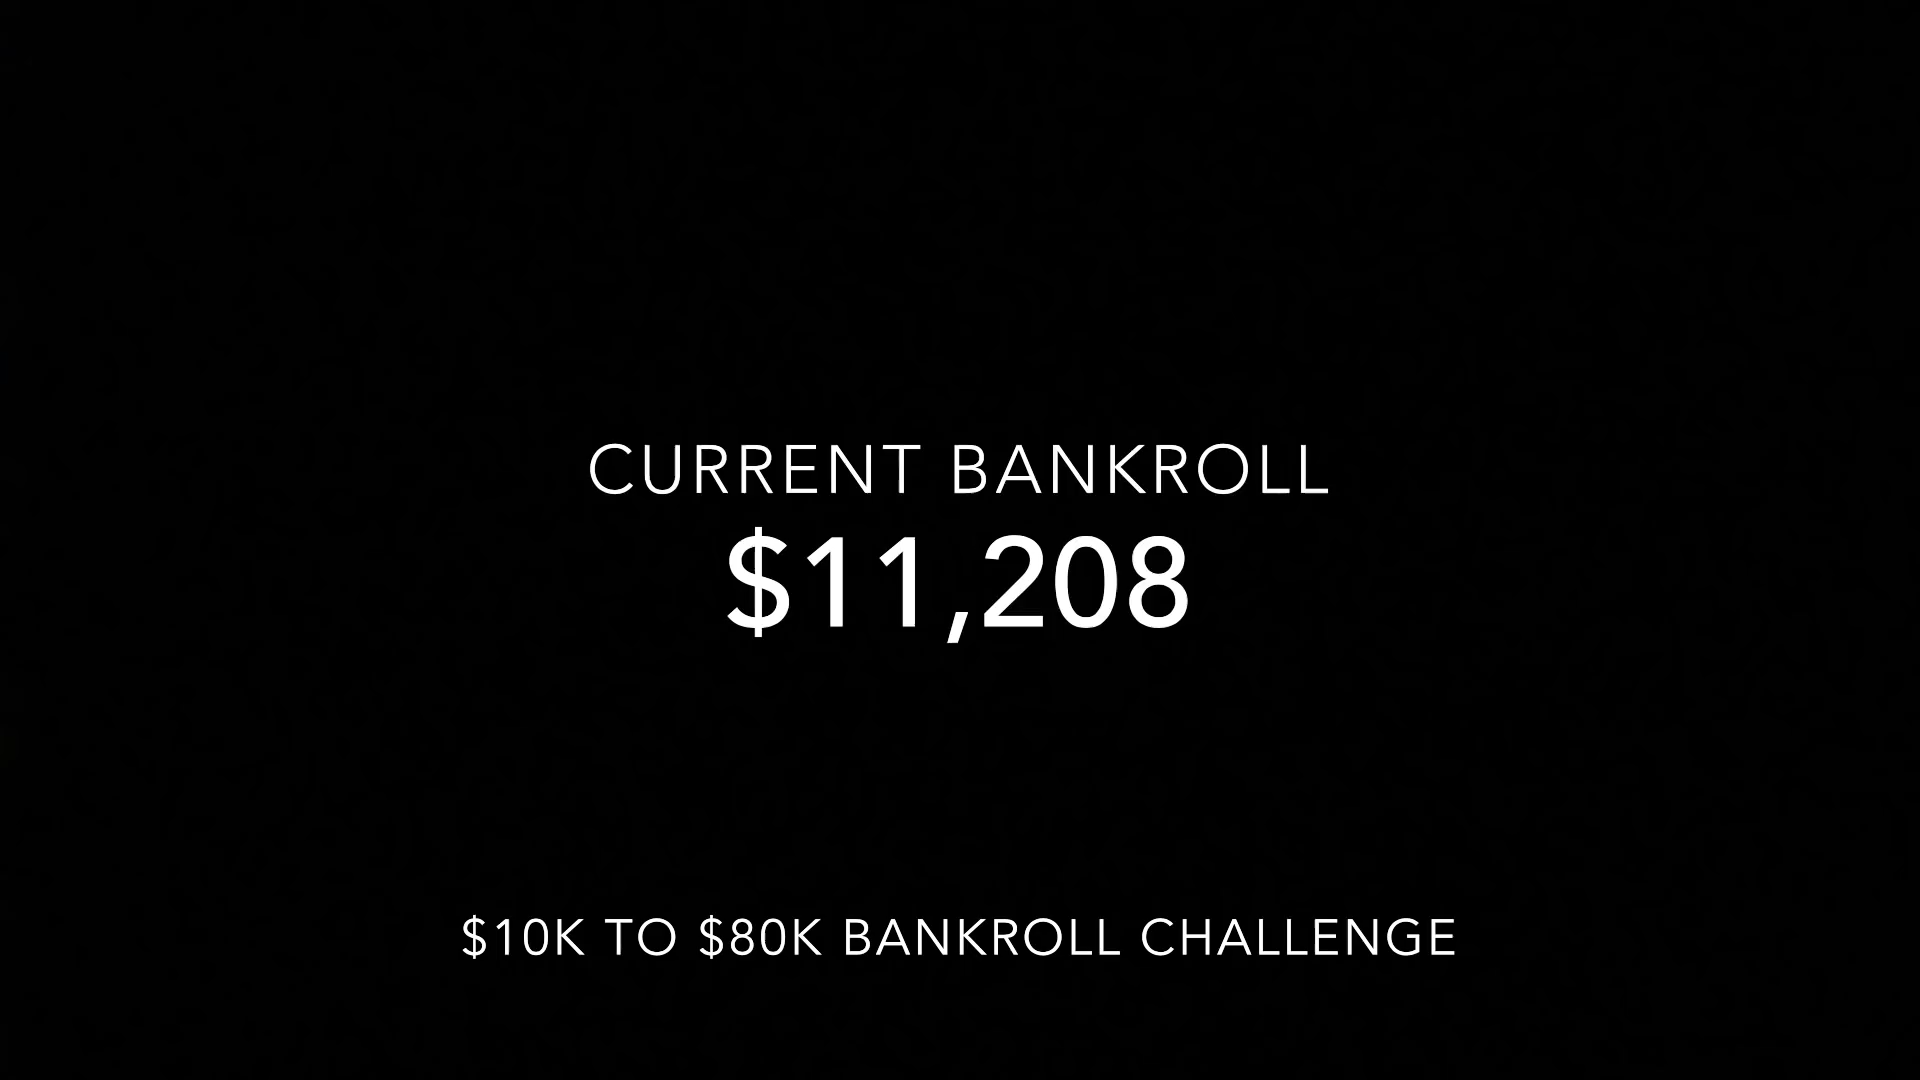 CURRENT BANKROLL
$11,208
$10K TO $80K BANKROLL CHALLENGE